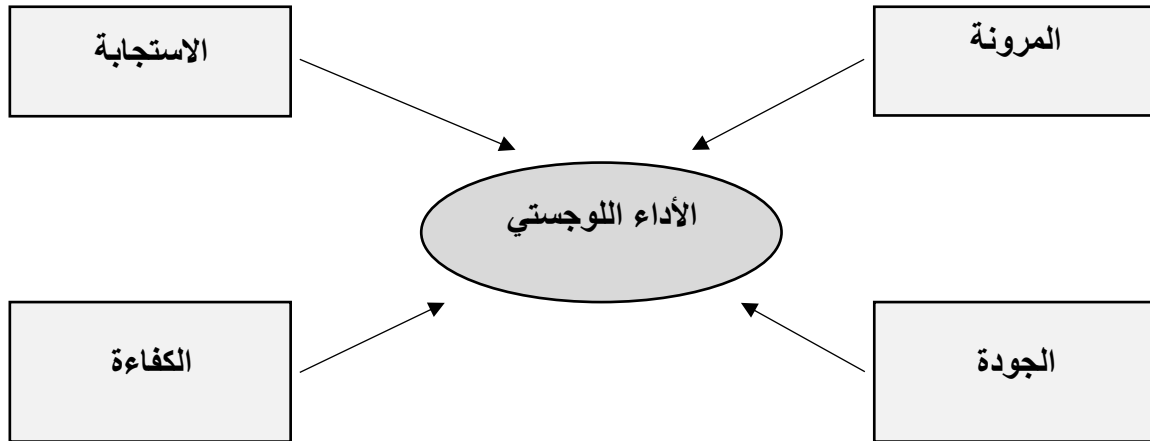 المرونة
الاستجابة
الأداء اللوجستي
الجودة
الكفاءة